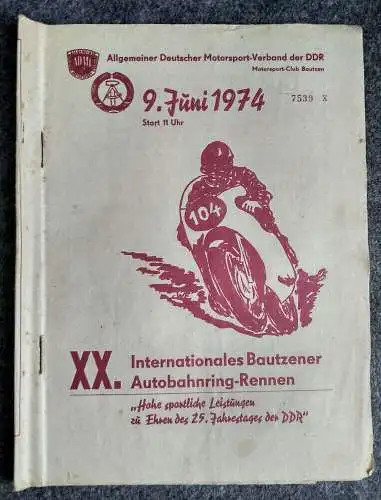 ADMV
Allgemeiner Deutscher Motorsport-Verband der DDR
Motorsport-Club Bautzen
9. Juni 1974
Start 11 Uhr
7539 X
104
XX. Internationales Bautzener
Autobahnring-Rennen
„Hohe sportliche Leistungen
zu Ehren des 25. Jahrestages der DDR"